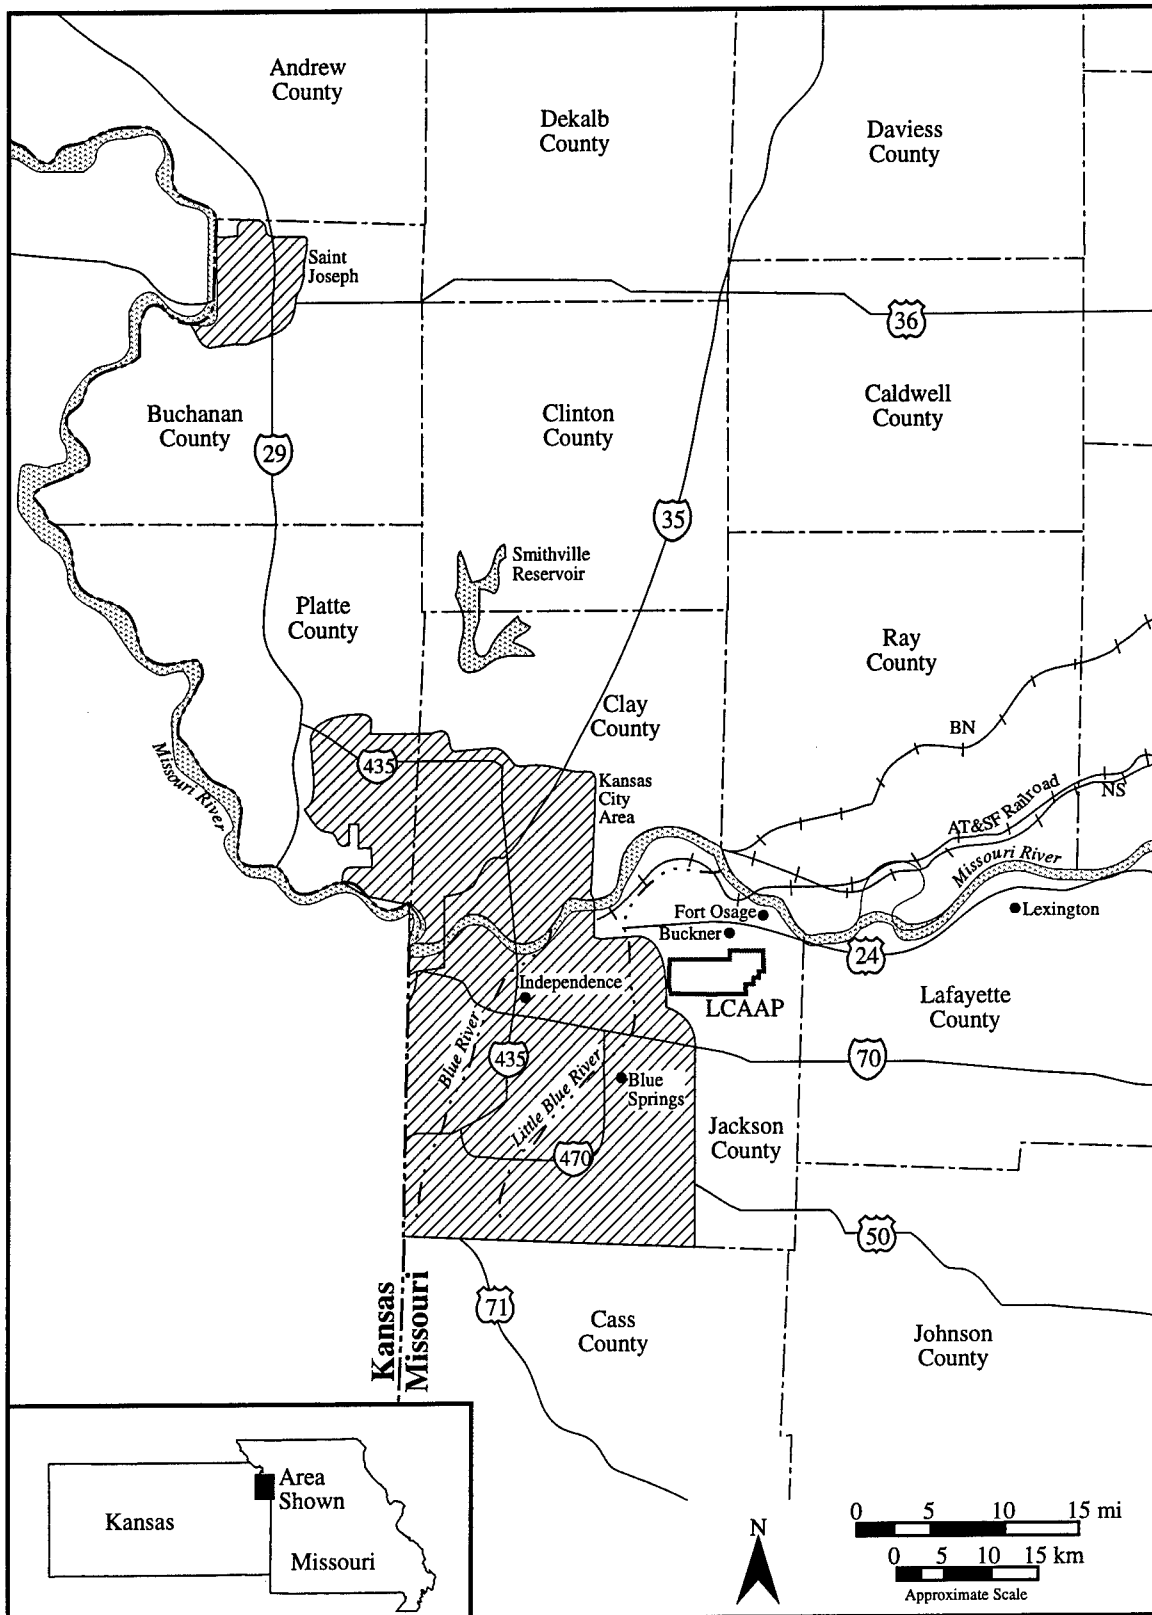 Andrew
County
Dekalb
County
Daviess
County
Saint
Joseph
36
Buchanan
County
Clinton
County
Caldwell
County
29
35
Smithville
Reservoir
Platte
County
Ray
County
Clay
County
BN
Missouri River
435
Kansas
City
Area
AT&SF Railroad
NS
Missouri River
Fort Osage
Buckner
Lexington
24
Independence
LCAAP
Lafayette
County
Blue River
435
Little Blue River
70
Blue
Springs
Jackson
County
470
50
Kansas
Missouri
71
Cass
County
Johnson
County
Area
Shown
Kansas
Missouri
N
0 5 10 15 mi
0 5 10 15 km
Approximate Scale